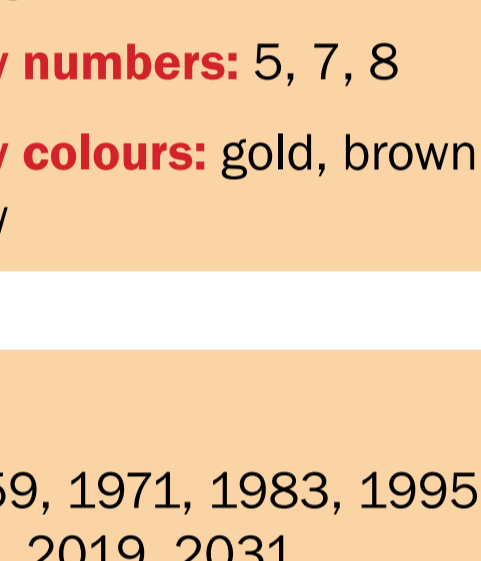 numbers: 5, 7, 8
colours: gold, brown
59, 1971, 1983, 1995
2019, 2031